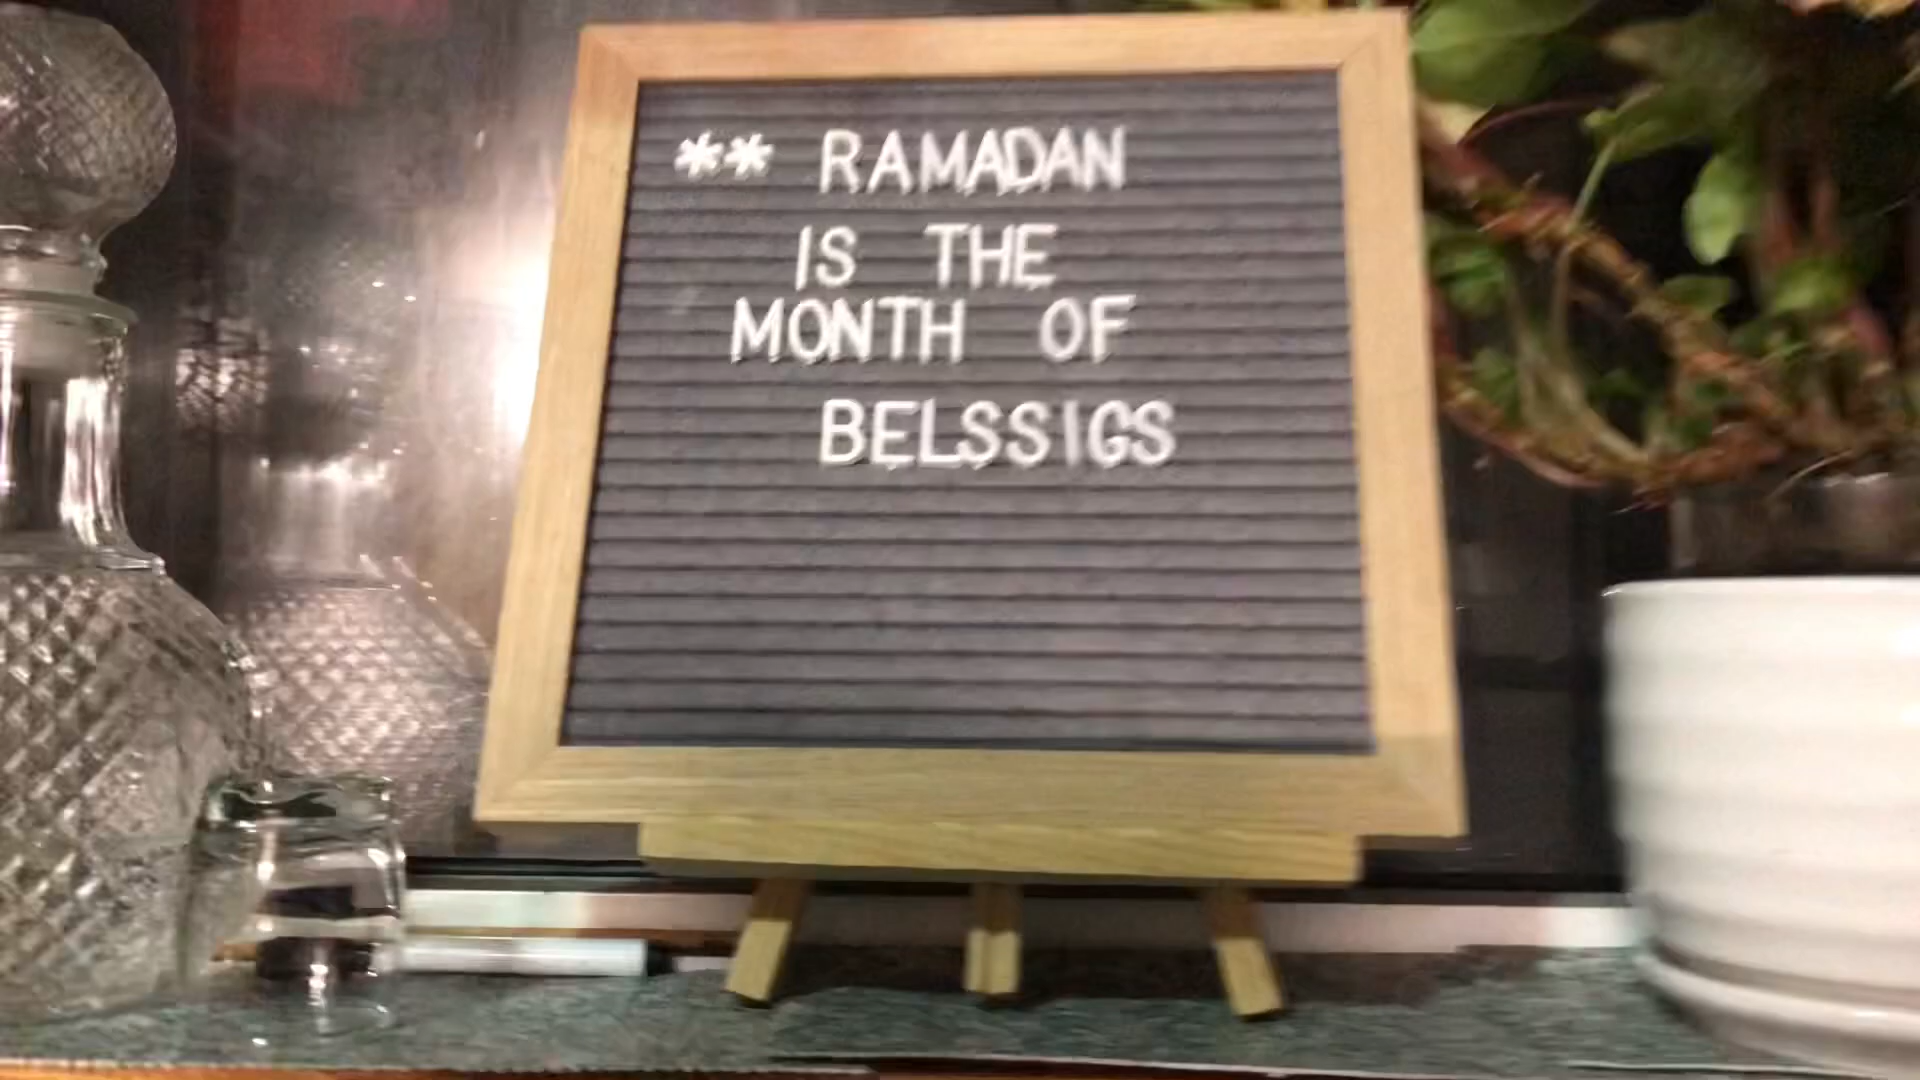 ** RAMADAN
IS THE
MONTH OF
BELSSIGS